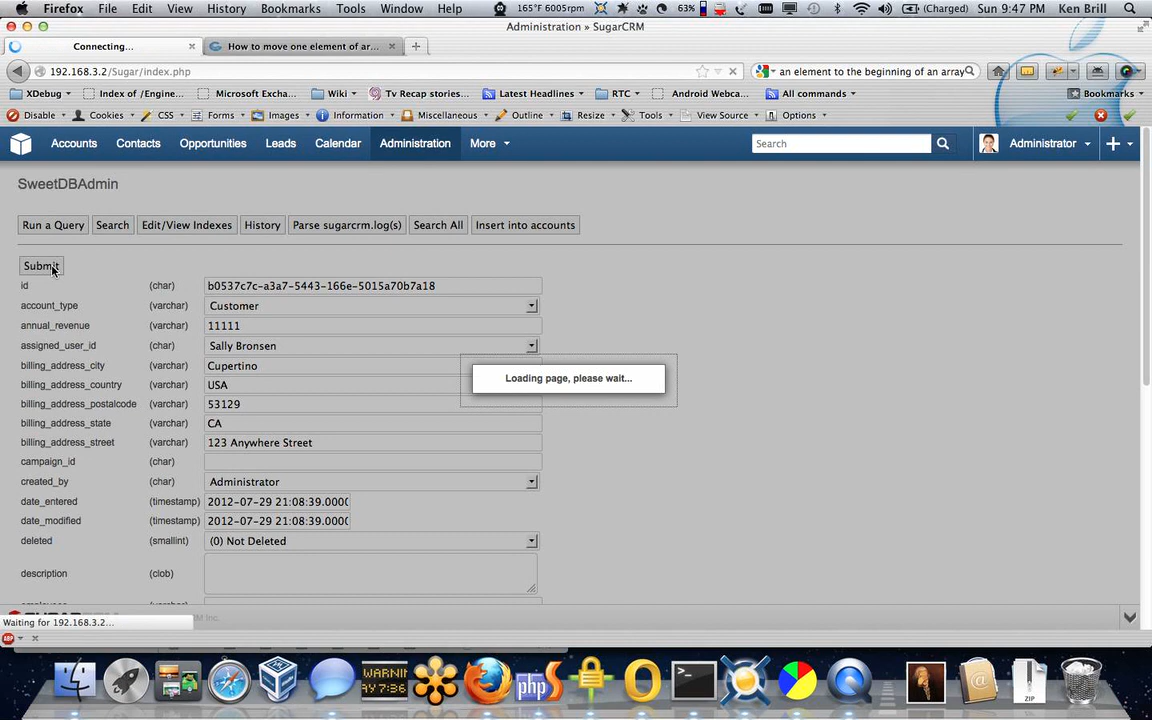 Firefox File Edit View History Bookmarks Tools Window Help 165°F 6005rpm 63% (Charged) Sun 9:47 PM Ken Brill
Administration » SugarCRM
Connecting... How to move one element of ar...
192.168.3.2/Sugar/index.php an element to the beginning of an array
XDebug Index of /Engine... Microsoft Excha... Wiki Tv Recap stories... Latest Headlines RTC Android Webca... All commands Bookmarks
Disable Cookies CSS Forms Images Information Miscellaneous Outline Resize Tools View Source Options
Accounts Contacts Opportunities Leads Calendar Administration More Search Administrator
SweetDBAdmin
Run a Query Search Edit/View Indexes History Parse sugarcrm.log(s) Search All Insert into accounts
Submit
id (char) b0537c7c-a3a7-5443-166e-5015a70b7a18
account_type (varchar) Customer
annual_revenue (varchar) 11111
assigned_user_id (char) Sally Bronsen
billing_address_city (varchar) Cupertino
Loading page, please wait...
billing_address_country (varchar) USA
billing_address_postalcode (varchar) 53129
billing_address_state (varchar) CA
billing_address_street (varchar) 123 Anywhere Street
campaign_id (char)
created_by (char) Administrator
date_entered (timestamp) 2012-07-29 21:08:39.000(
date_modified (timestamp) 2012-07-29 21:08:39.000(
deleted (smallint) (0) Not Deleted
description (clob)
Waiting for 192.168.3.2...
ABP
WARNIN
AY 7:36
php
ZIP